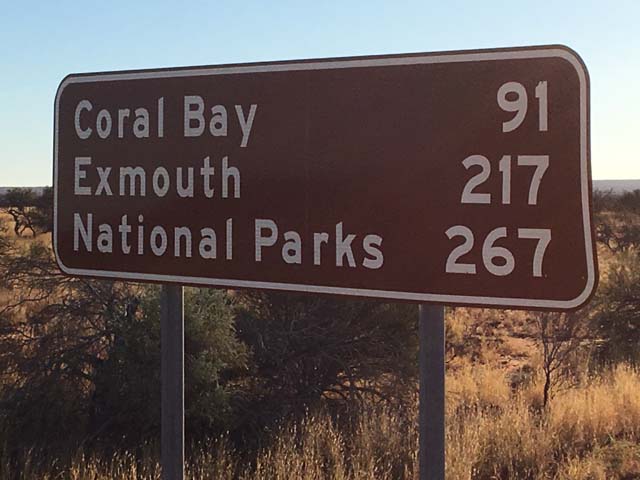 Coral Bay 91
Exmouth 217
National Parks 267